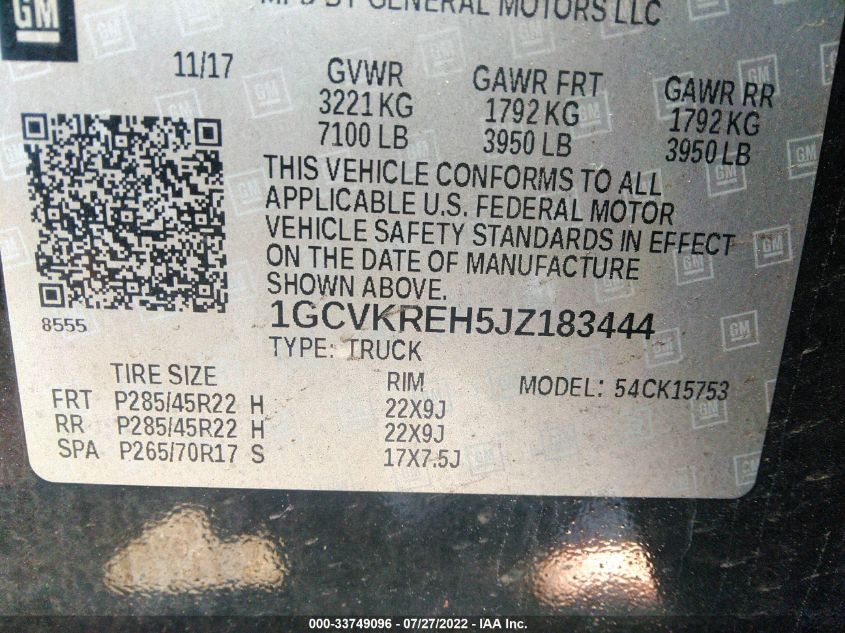 GM
MFD BY GENERAL MOTORS LLC
11/17
GVWR
3221 KG
7100 LB
GAWR FRT
1792 KG
3950 LB
GAWR RR
1792 KG
3950 LB
THIS VEHICLE CONFORMS TO ALL
APPLICABLE U.S. FEDERAL MOTOR
VEHICLE SAFETY STANDARDS IN EFFECT
ON THE DATE OF MANUFACTURE
SHOWN ABOVE.
8555
1GCVKREH5JZ183444
TYPE: TRUCK
TIRE SIZE RIM MODEL: 54CK15753
FRT P285/45R22 H 22X9J
RR P285/45R22 H 22X9J
SPA P265/70R17 S 17X7.5J
000-33749096 - 07/27/2022 - IAA Inc.